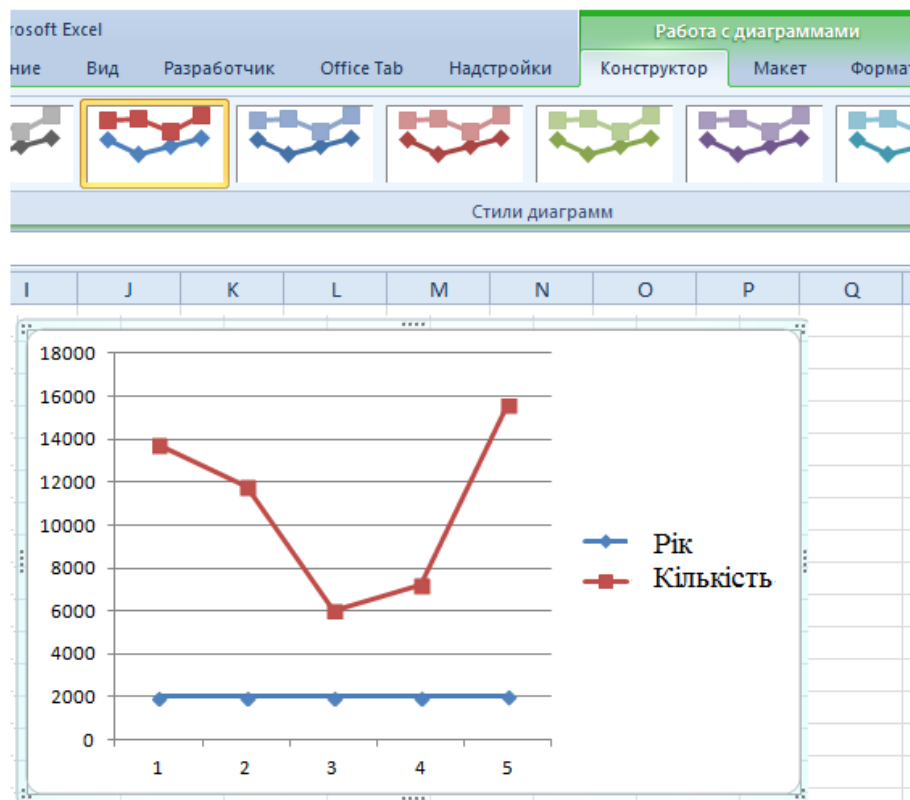 rosoft Excel
Работа с диаграммами
ние Вид Разработчик Office Tab Надстройки Конструктор Макет Формат
Стили диаграмм
I J K L M N O P Q
18000
16000
14000
12000
10000
8000
6000
4000
2000
0
1 2 3 4 5
Рік
Кількість